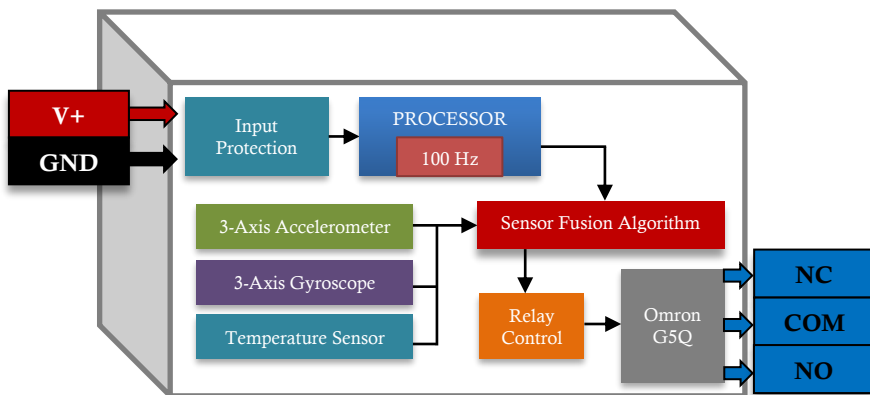 V+
GND
Input
Protection
PROCESSOR
100 Hz
3-Axis Accelerometer
Sensor Fusion Algorithm
3-Axis Gyroscope
Temperature Sensor
Relay
Control
Omron
G5Q
NC
COM
NO